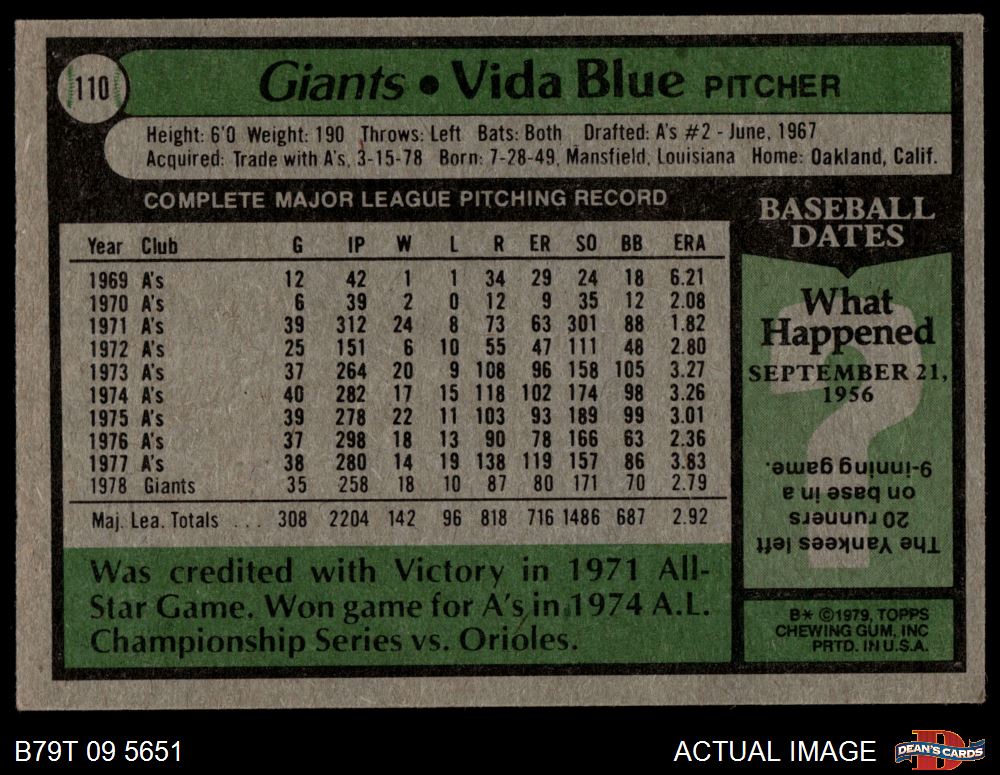 110
Giants • Vida Blue PITCHER
Height: 6'0 Weight: 190 Throws: Left Bats: Both Drafted: A's #2 - June, 1967
Acquired: Trade with A's, 3-15-78 Born: 7-28-49, Mansfield, Louisiana Home: Oakland, Calif.
COMPLETE MAJOR LEAGUE PITCHING RECORD
Year Club G IP W L R ER SO BB ERA
1969 A's 12 42 1 1 34 29 24 18 6.21
1970 A's 6 39 2 0 12 9 35 12 2.08
1971 A's 39 312 24 8 73 63 301 88 1.82
1972 A's 25 151 6 10 55 47 111 48 2.80
1973 A's 37 264 20 9 108 96 158 105 3.27
1974 A's 40 282 17 15 118 102 174 98 3.26
1975 A's 39 278 22 11 103 93 189 99 3.01
1976 A's 37 298 18 13 90 78 166 63 2.36
1977 A's 38 280 14 19 138 119 157 86 3.83
1978 Giants 35 258 18 10 87 80 171 70 2.79
Maj. Lea. Totals ... 308 2204 142 96 818 716 1486 687 2.92
Was credited with Victory in 1971 All-
Star Game. Won game for A's in 1974 A.L.
Championship Series vs. Orioles.
BASEBALL
DATES
What
Happened
SEPTEMBER 21,
1956
The Yankees left
20 runners
on base in a
9-inning game.
B* ©1979, TOPPS
CHEWING GUM, INC
PRTD. IN U.S.A.
B79T 09 5651
ACTUAL IMAGE
DEAN'S CARDS